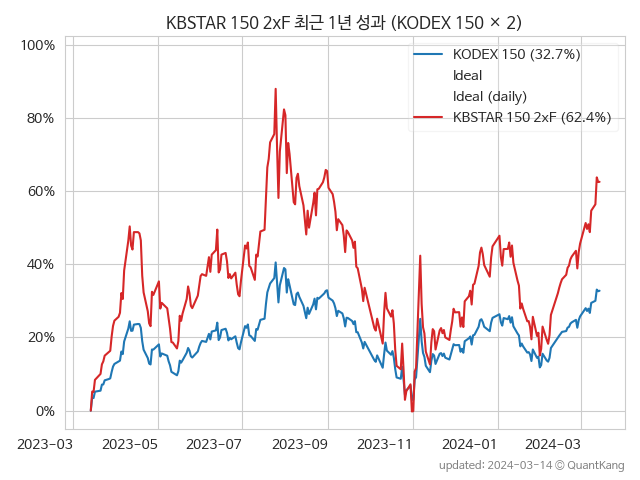 KBSTAR 150 2xF 최근 1년 성과 (KODEX 150 × 2)
100%
80%
60%
40%
20%
0%
KODEX 150 (32.7%)
Ideal
Ideal (daily)
KBSTAR 150 2xF (62.4%)
2023-03
2023-05
2023-07
2023-09
2023-11
2024-01
2024-03
updated: 2024-03-14 © QuantKang